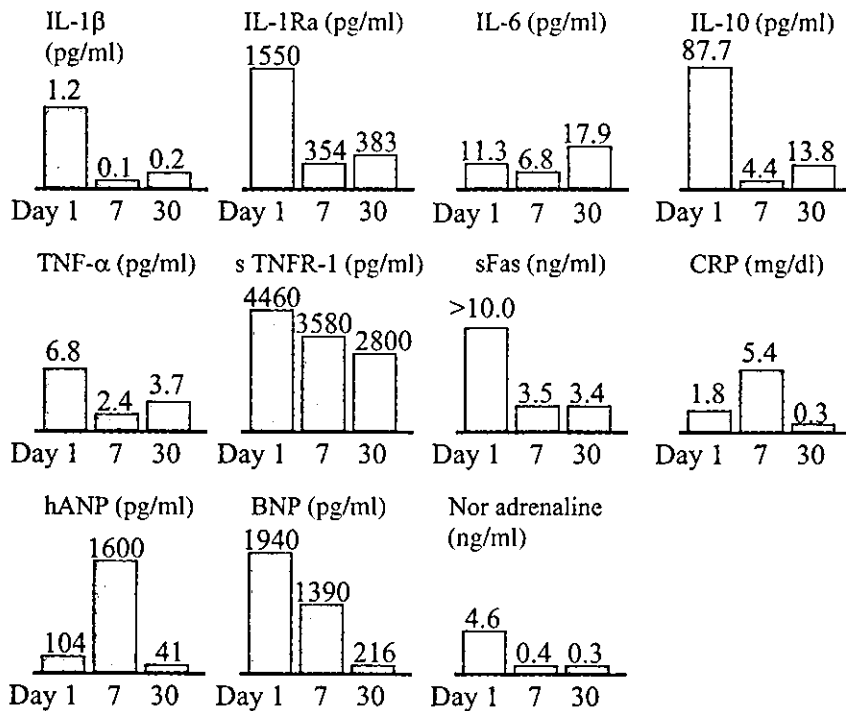 IL-1β
(pg/ml)
1.2
0.1
0.2
Day 1 7 30
IL-1Ra (pg/ml)
1550
354
383
1 7 30
IL-6 (pg/ml)
11.3
6.8
17.9
1 7 30
IL-10 (pg/ml)
87.7
4.4
13.8
1 7 30
TNF-α (pg/ml)
6.8
2.4
3.7
Day 1 7 30
s TNFR-1 (pg/ml)
4460
3580
2800
1 7 30
sFas (ng/ml)
>10.0
3.5
3.4
1 7 30
CRP (mg/dl)
1.8
5.4
0.3
Day 1 7 30
hANP (pg/ml)
104
1600
41
Day 1 7 30
BNP (pg/ml)
1940
1390
216
Day 1 7 30
Nor adrenaline
(ng/ml)
4.6
0.4
0.3
Day 1 7 30